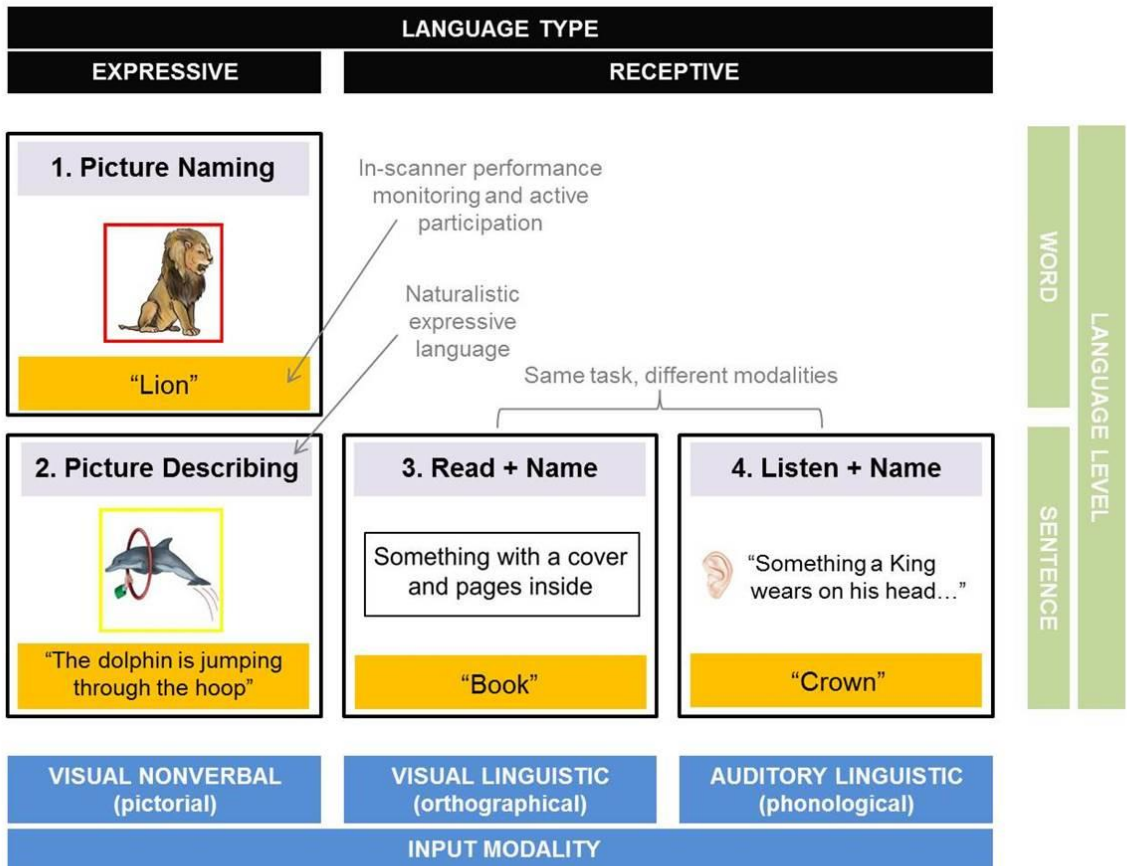 LANGUAGE TYPE
EXPRESSIVE
RECEPTIVE
1. Picture Naming
“Lion”
In-scanner performance
monitoring and active
participation
Naturalistic
expressive
language
Same task, different modalities
2. Picture Describing
“The dolphin is jumping
through the hoop”
3. Read + Name
Something with a cover
and pages inside
“Book”
4. Listen + Name
“Something a King
wears on his head…”
“Crown”
WORD
SENTENCE
LANGUAGE LEVEL
VISUAL NONVERBAL
(pictorial)
VISUAL LINGUISTIC
(orthographical)
AUDITORY LINGUISTIC
(phonological)
INPUT MODALITY